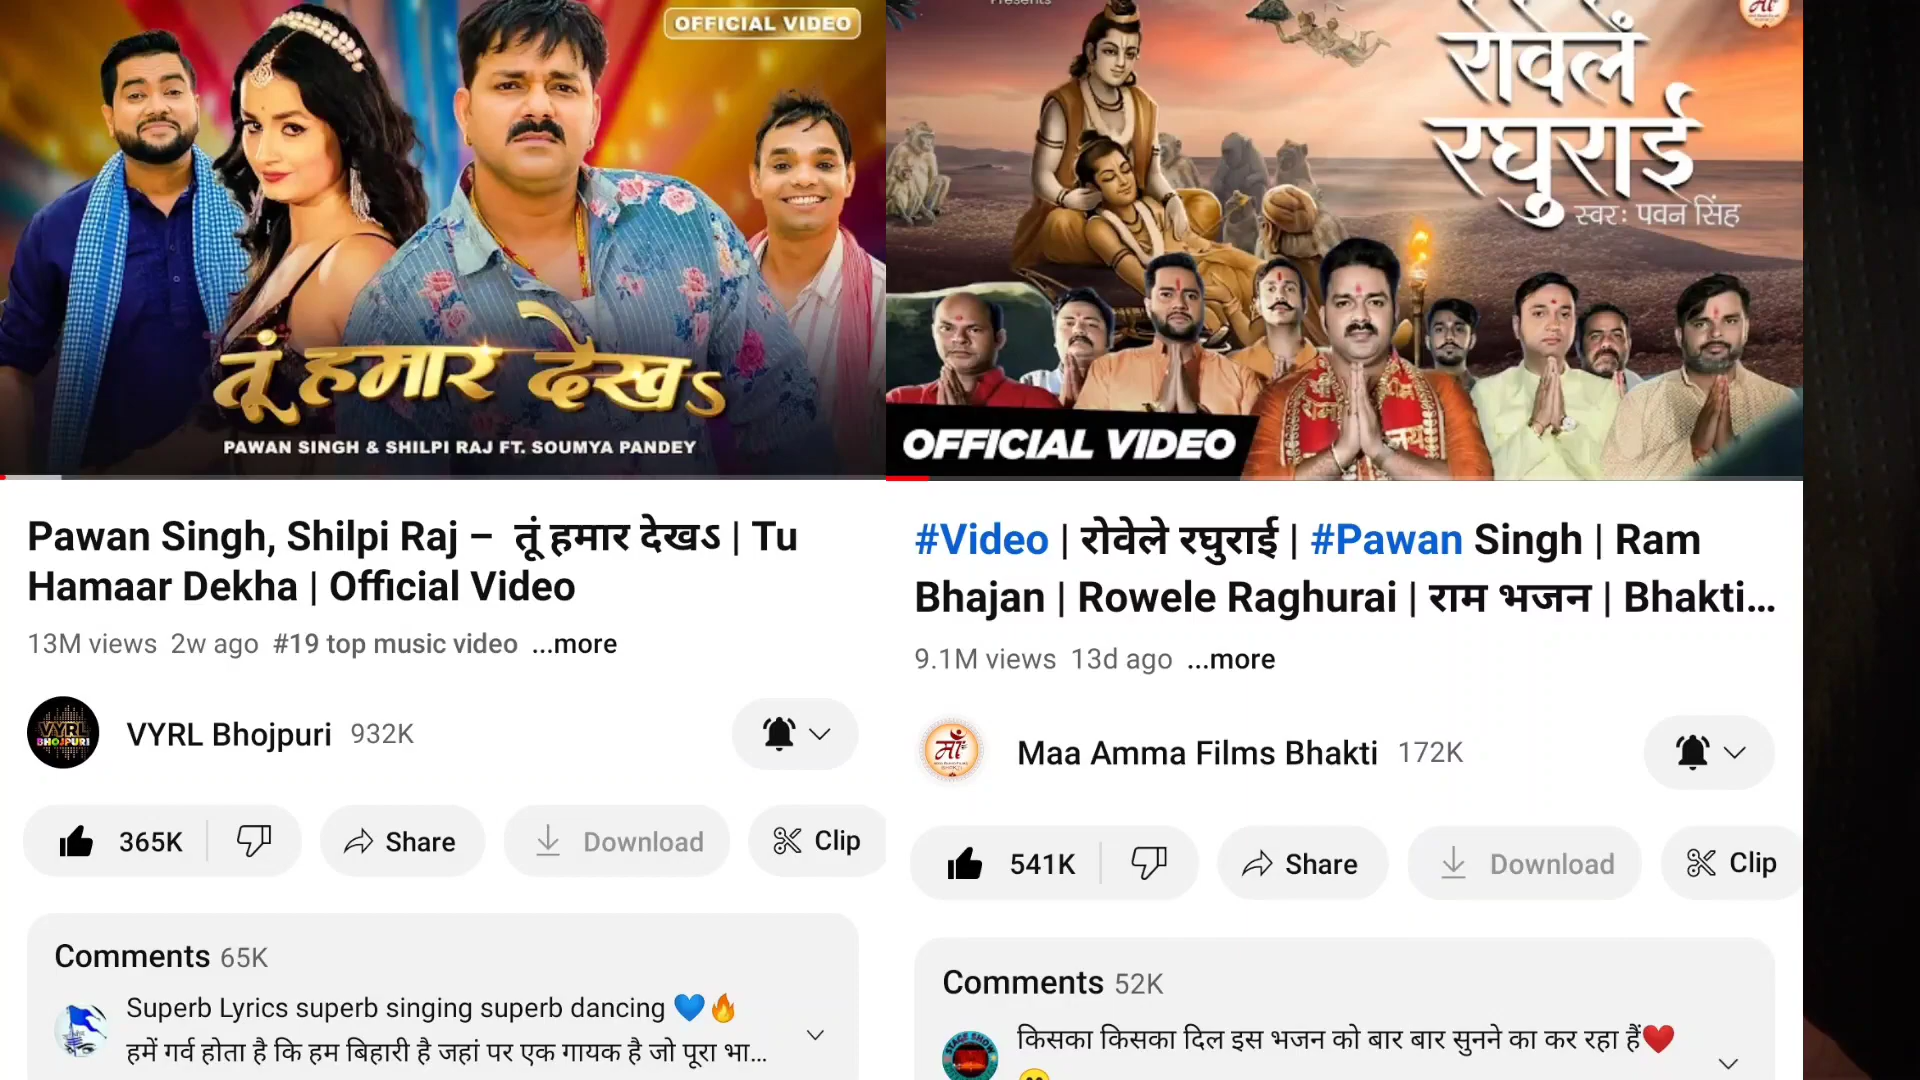 OFFICIAL VIDEO
तूं हमार देखऽ
PAWAN SINGH & SHILPI RAJ FT. SOUMYA PANDEY
Pawan Singh, Shilpi Raj – तूं हमार देखऽ | Tu
Hamaar Dekha | Official Video
13M views 2w ago #19 top music video ...more
VYRL BHOJPURI
VYRL Bhojpuri 932K
365K
Share
Download
Clip
Comments 65K
Superb Lyrics superb singing superb dancing 💙🔥
हमें गर्व होता है कि हम बिहारी है जहां पर एक गायक है जो पूरा भा...
Presents
माँ
रोवेलें
रघुराई
स्वर: पवन सिंह
OFFICIAL VIDEO
#Video | रोवेले रघुराई | #Pawan Singh | Ram
Bhajan | Rowele Raghurai | राम भजन | Bhakti...
9.1M views 13d ago ...more
माँ
Maa Amma Films Bhakti 172K
541K
Share
Download
Clip
Comments 52K
किसका किसका दिल इस भजन को बार बार सुनने का कर रहा हैं❤️